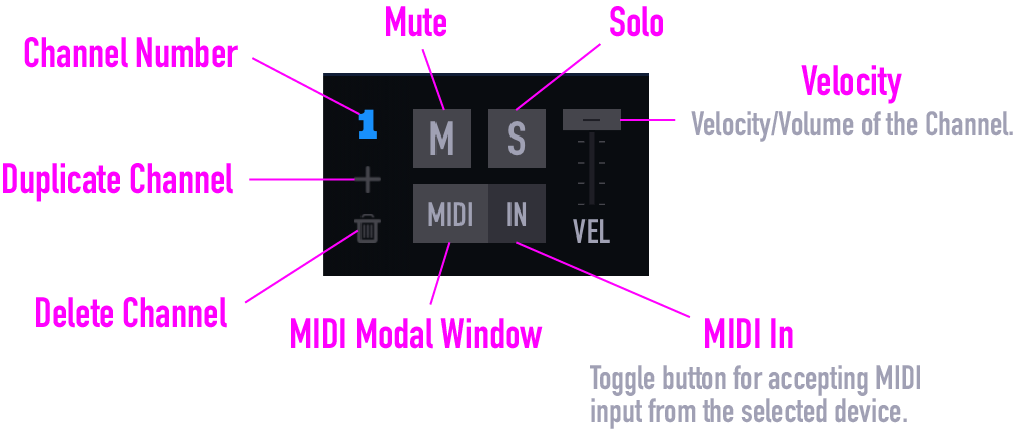 Mute
Solo
Channel Number
Velocity
Velocity/Volume of the Channel.
1
M
S
Duplicate Channel
MIDI
IN
VEL
Delete Channel
MIDI Modal Window
MIDI In
Toggle button for accepting MIDI
input from the selected device.